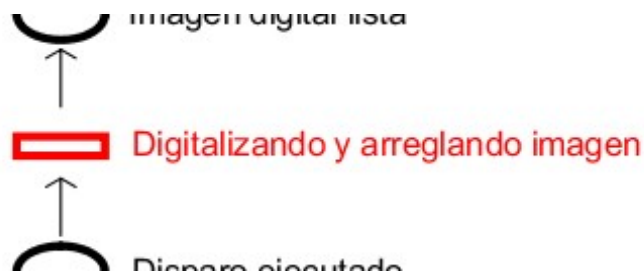 Imagen digital lista
Digitalizando y arreglando imagen
Disparo ejecutado